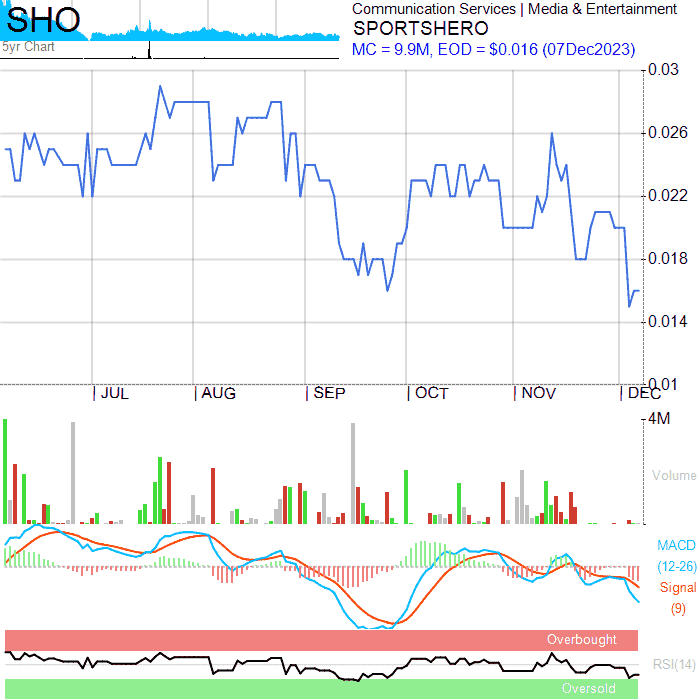 SHO
5yr Chart
Communication Services | Media & Entertainment
SPORTSHERO
MC = 9.9M, EOD = $0.016 (07Dec2023)
0.03
0.026
0.022
0.018
0.014
0.01
JUL
AUG
SEP
OCT
NOV
DEC
4M
Volume
MACD
(12-26)
Signal
(9)
Overbought
RSI(14)
Oversold